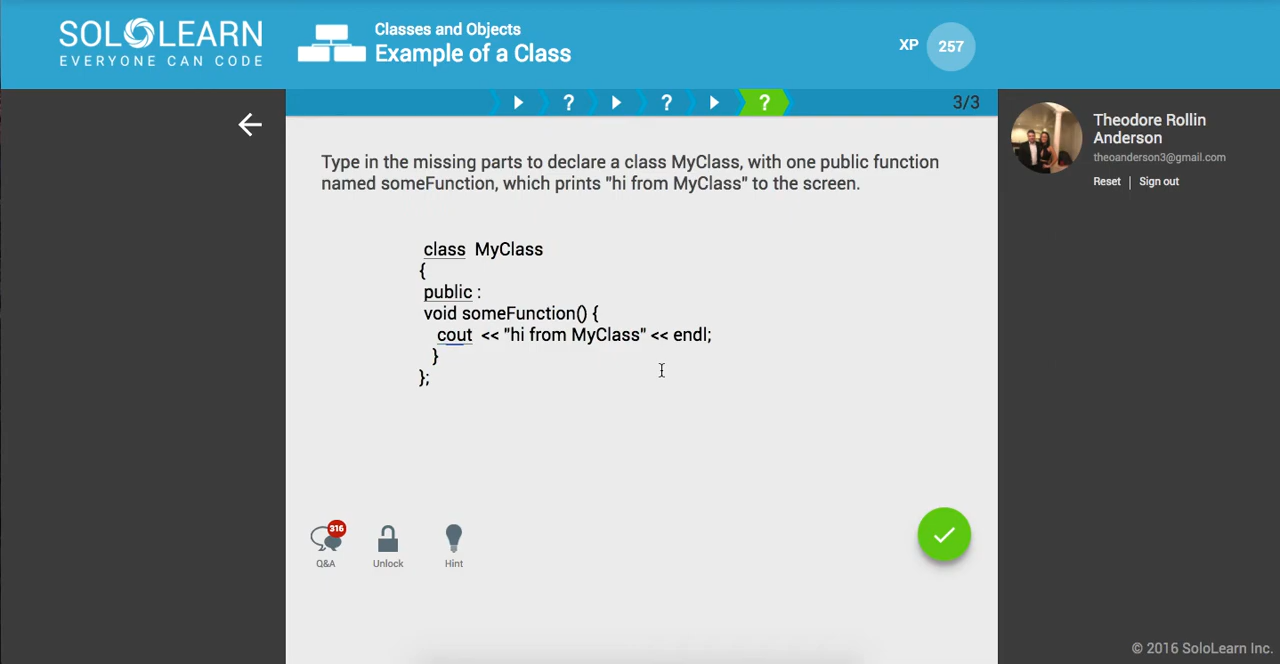 SOLOLEARN
EVERYONE CAN CODE
Classes and Objects
Example of a Class
XP 257
? ? ? 3/3
Theodore Rollin
Anderson
theoanderson3@gmail.com
Reset | Sign out
Type in the missing parts to declare a class MyClass, with one public function
named someFunction, which prints "hi from MyClass" to the screen.
class MyClass
{
public :
void someFunction() {
cout << "hi from MyClass" << endl;
}
};
316
Q&A
Unlock
Hint
© 2016 SoloLearn Inc.